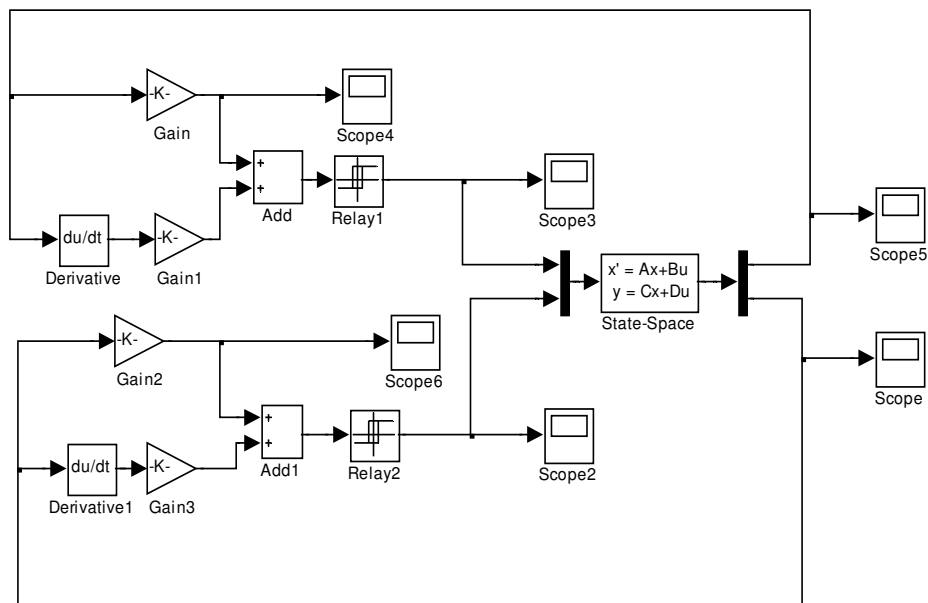 -K-
Gain
Scope4
+
+
Add
Relay1
Scope3
du/dt
Derivative
-K-
Gain1
Scope5
x' = Ax+Bu
y = Cx+Du
State-Space
-K-
Gain2
Scope6
Scope
+
+
Add1
Relay2
Scope2
du/dt
Derivative1
-K-
Gain3